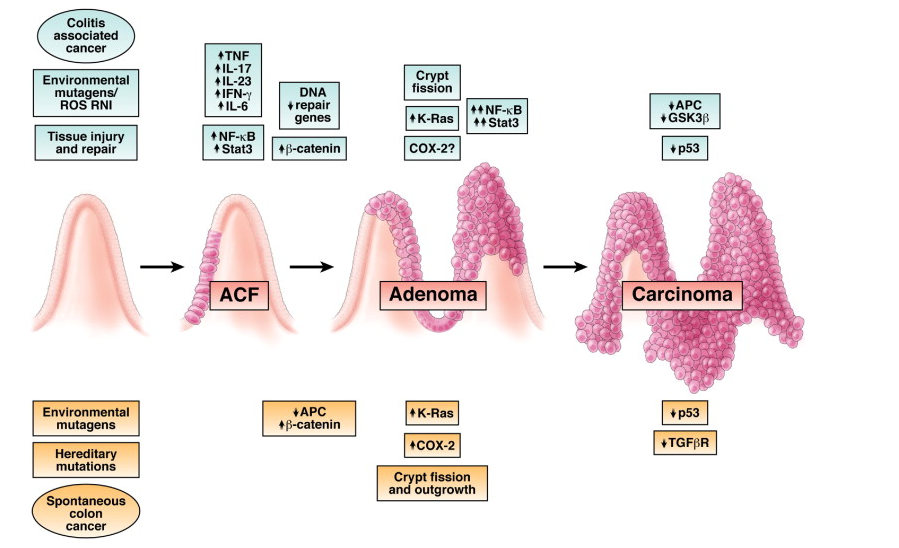 Colitis
associated
cancer
Environmental
mutagens/
ROS RNI
Tissue injury
and repair
↑TNF
↑IL-17
↑IL-23
↑IFN-γ
↑IL-6
↑NF-κB
↑Stat3
DNA
↓repair
genes
↑β-catenin
Crypt
fission
↑K-Ras
COX-2?
↑↑NF-κB
↑↑Stat3
↓APC
↓GSK3β
↓p53
ACF
Adenoma
Carcinoma
Environmental
mutagens
Hereditary
mutations
Spontaneous
colon
cancer
↓APC
↑β-catenin
↑K-Ras
↑COX-2
Crypt fission
and outgrowth
↓p53
↓TGFβR